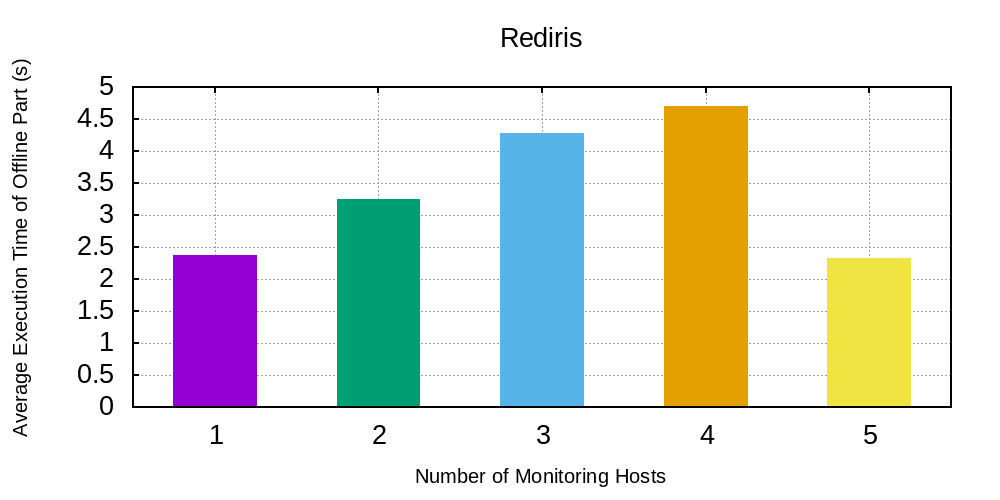 Rediris
Average Execution Time of Offline Part (s)
5
4.5
4
3.5
3
2.5
2
1.5
1
0.5
0
1 2 3 4 5
Number of Monitoring Hosts